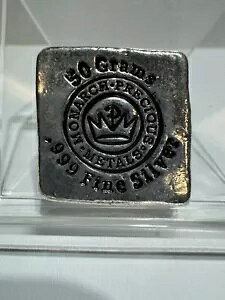 50 Grams
MONARCH PRECIOUS
METALS
.999 Fine Silver